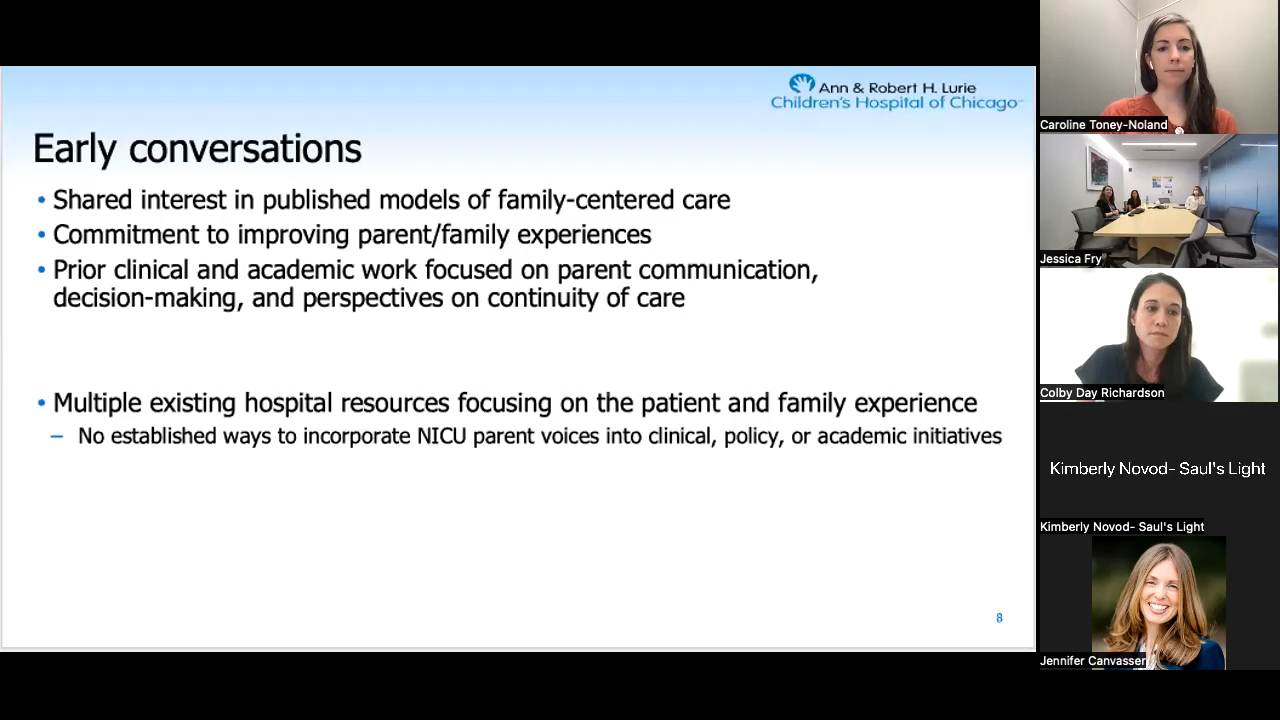 Ann & Robert H. Lurie
Children's Hospital of Chicago
Early conversations
• Shared interest in published models of family-centered care
• Commitment to improving parent/family experiences
• Prior clinical and academic work focused on parent communication,
decision-making, and perspectives on continuity of care
• Multiple existing hospital resources focusing on the patient and family experience
– No established ways to incorporate NICU parent voices into clinical, policy, or academic initiatives
8
Caroline Toney-Noland
Jessica Fry
Colby Day Richardson
Kimberly Novod- Saul's Light
Kimberly Novod- Saul's Light
Jennifer Canvasser